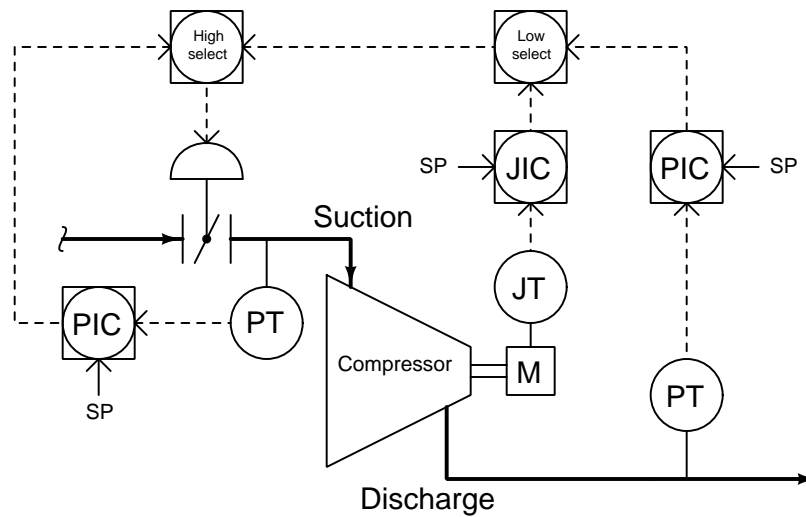 High
select
Low
select
SP
JIC
PIC
SP
Suction
PIC
PT
JT
Compressor
M
PT
SP
Discharge